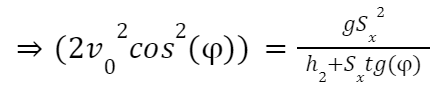 ⇒ (2v₀²cos²(φ)) = gSₓ² / (h₂+Sₓtg(φ))